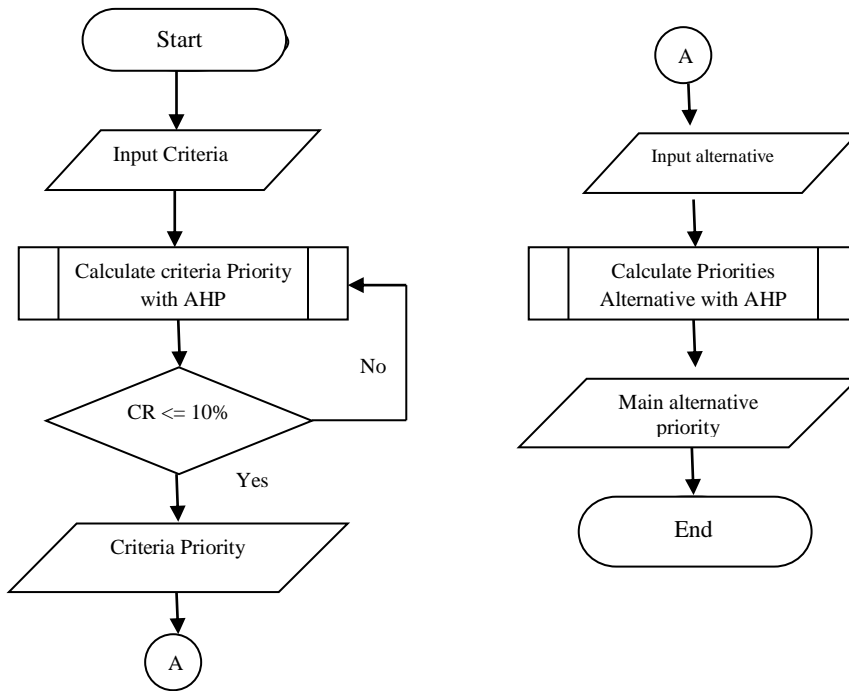 Start
Input Criteria
Calculate criteria Priority
with AHP
No
CR <= 10%
Yes
Criteria Priority
A
A
Input alternative
Calculate Priorities
Alternative with AHP
Main alternative
priority
End